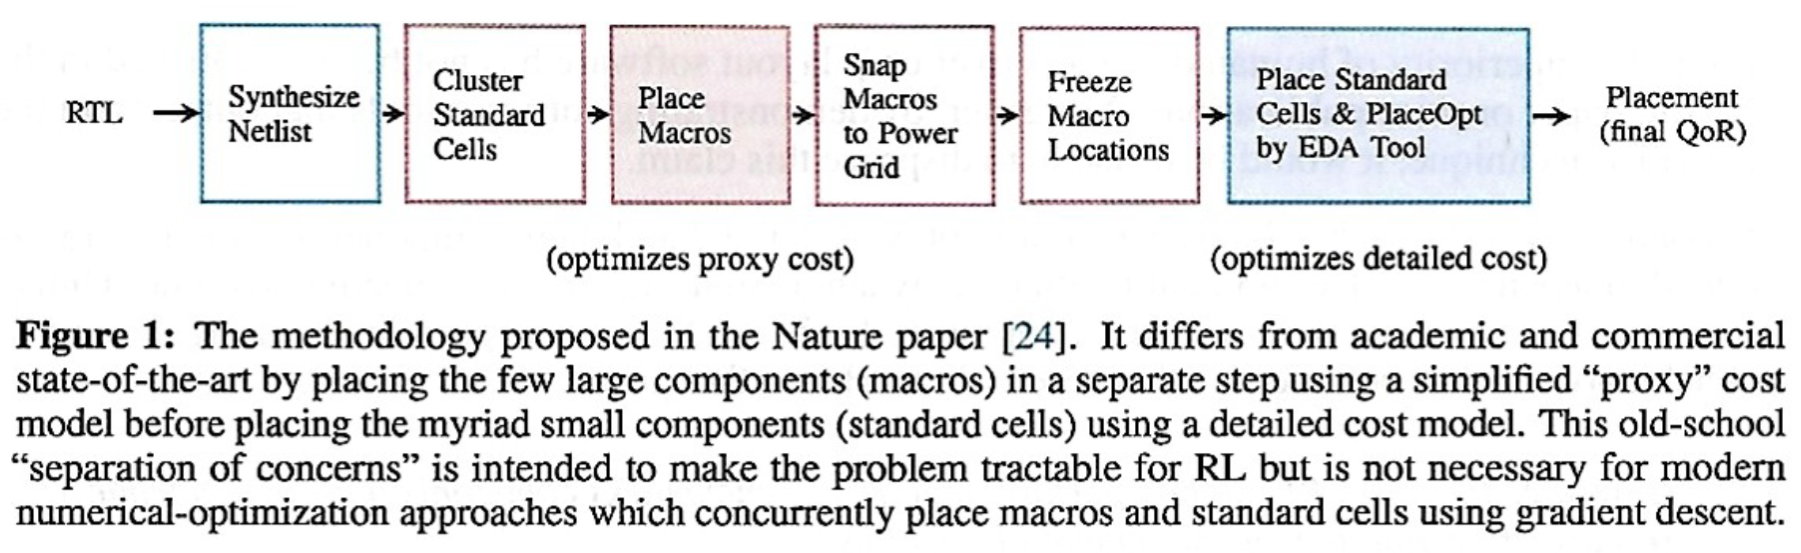 RTL
Synthesize
Netlist
Cluster
Standard
Cells
Place
Macros
Snap
Macros
to Power
Grid
Freeze
Macro
Locations
Place Standard
Cells & PlaceOpt
by EDA Tool
Placement
(final QoR)
(optimizes proxy cost)
(optimizes detailed cost)
Figure 1: The methodology proposed in the Nature paper [24]. It differs from academic and commercial
state-of-the-art by placing the few large components (macros) in a separate step using a simplified “proxy” cost
model before placing the myriad small components (standard cells) using a detailed cost model. This old-school
“separation of concerns” is intended to make the problem tractable for RL but is not necessary for modern
numerical-optimization approaches which concurrently place macros and standard cells using gradient descent.